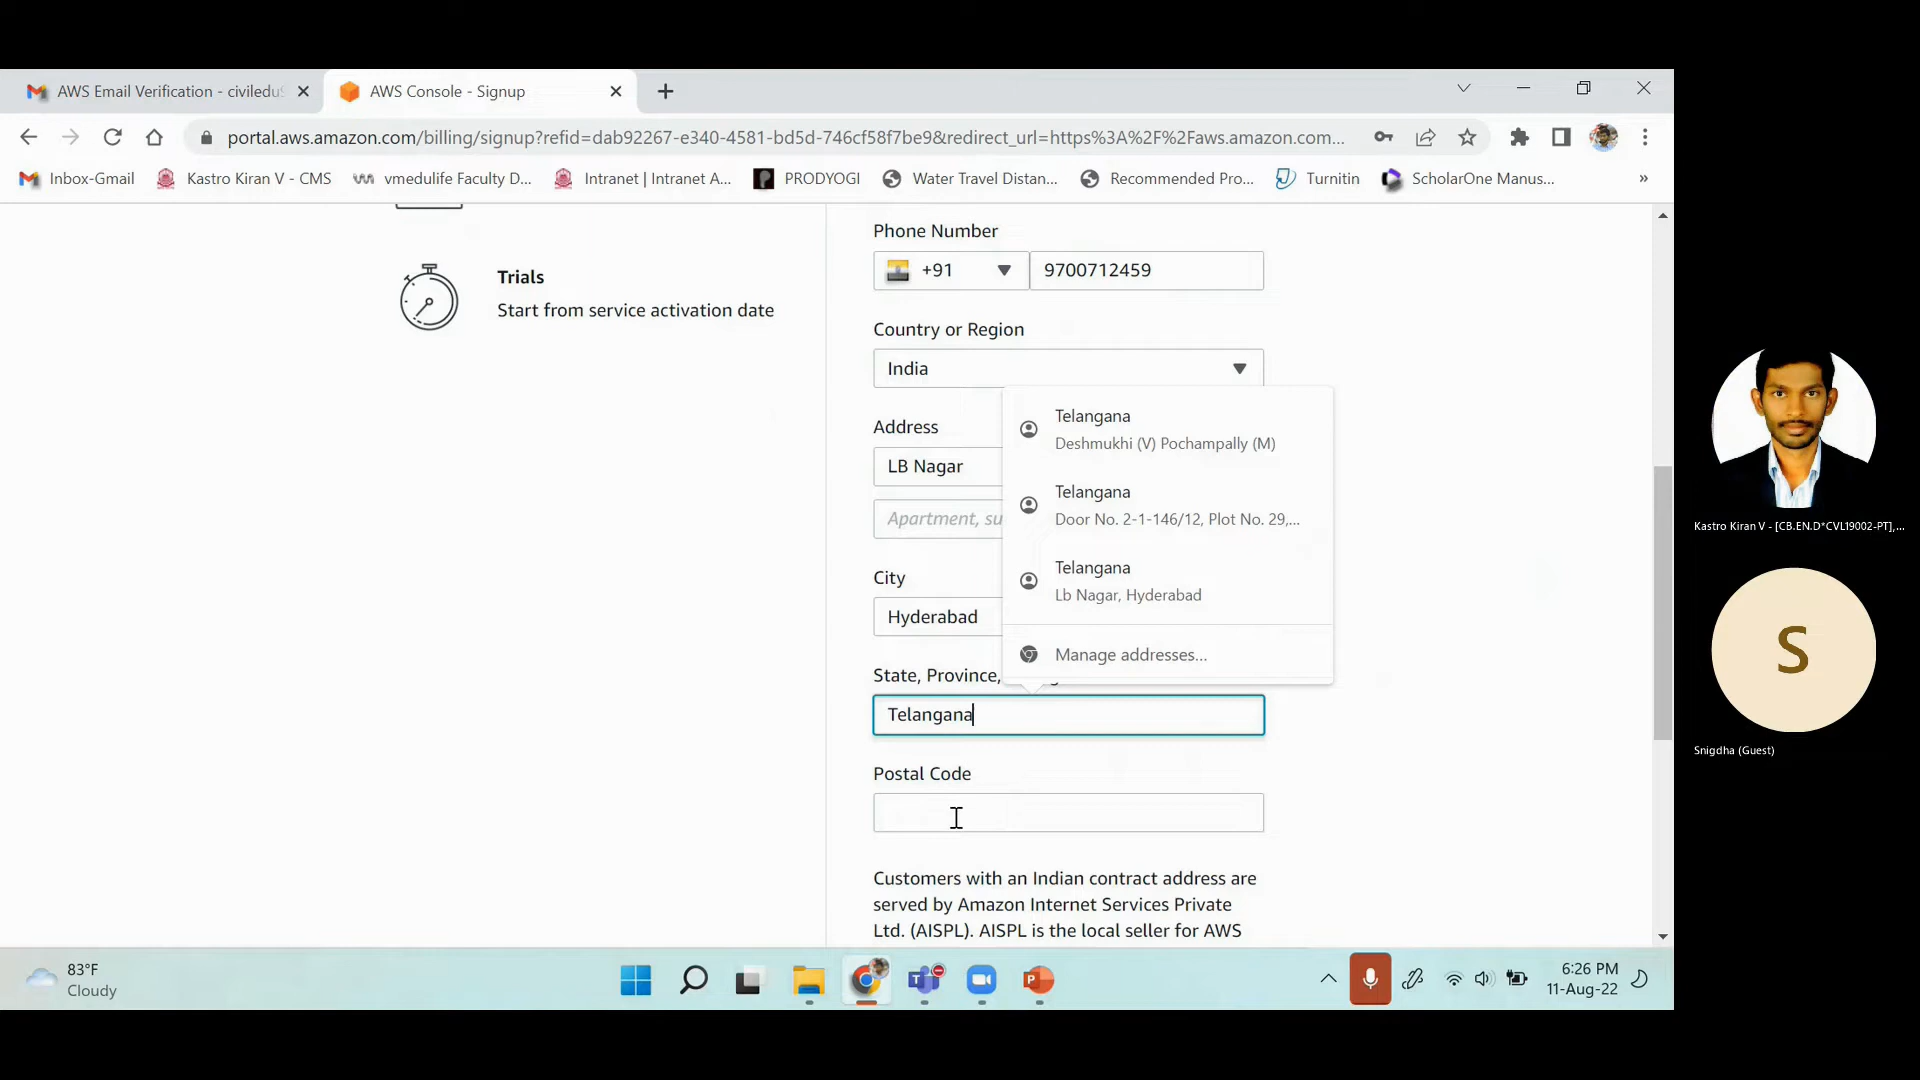 AWS Email Verification - civiledu
AWS Console - Signup
portal.aws.amazon.com/billing/signup?refid=dab92267-e340-4581-bd5d-746cf58f7be9&redirect_url=https%3A%2F%2Faws.amazon.com...
Inbox-Gmail
Kastro Kiran V - CMS
vmedulife Faculty D...
Intranet | Intranet A...
PRODYOGI
Water Travel Distan...
Recommended Pro...
Turnitin
ScholarOne Manus...
»
Trials
Start from service activation date
Phone Number
+91
9700712459
Country or Region
India
Address
LB Nagar
Apartment, su
City
Hyderabad
Telangana
Deshmukhi (V) Pochampally (M)
Telangana
Door No. 2-1-146/12, Plot No. 29,...
Telangana
Lb Nagar, Hyderabad
Manage addresses...
State, Province,
Telangana
Postal Code
Customers with an Indian contract address are
served by Amazon Internet Services Private
Ltd. (AISPL). AISPL is the local seller for AWS
Kastro Kiran V - [CB.EN.D*CVL19002-PT],...
S
Snigdha (Guest)
83°F
Cloudy
6:26 PM
11-Aug-22